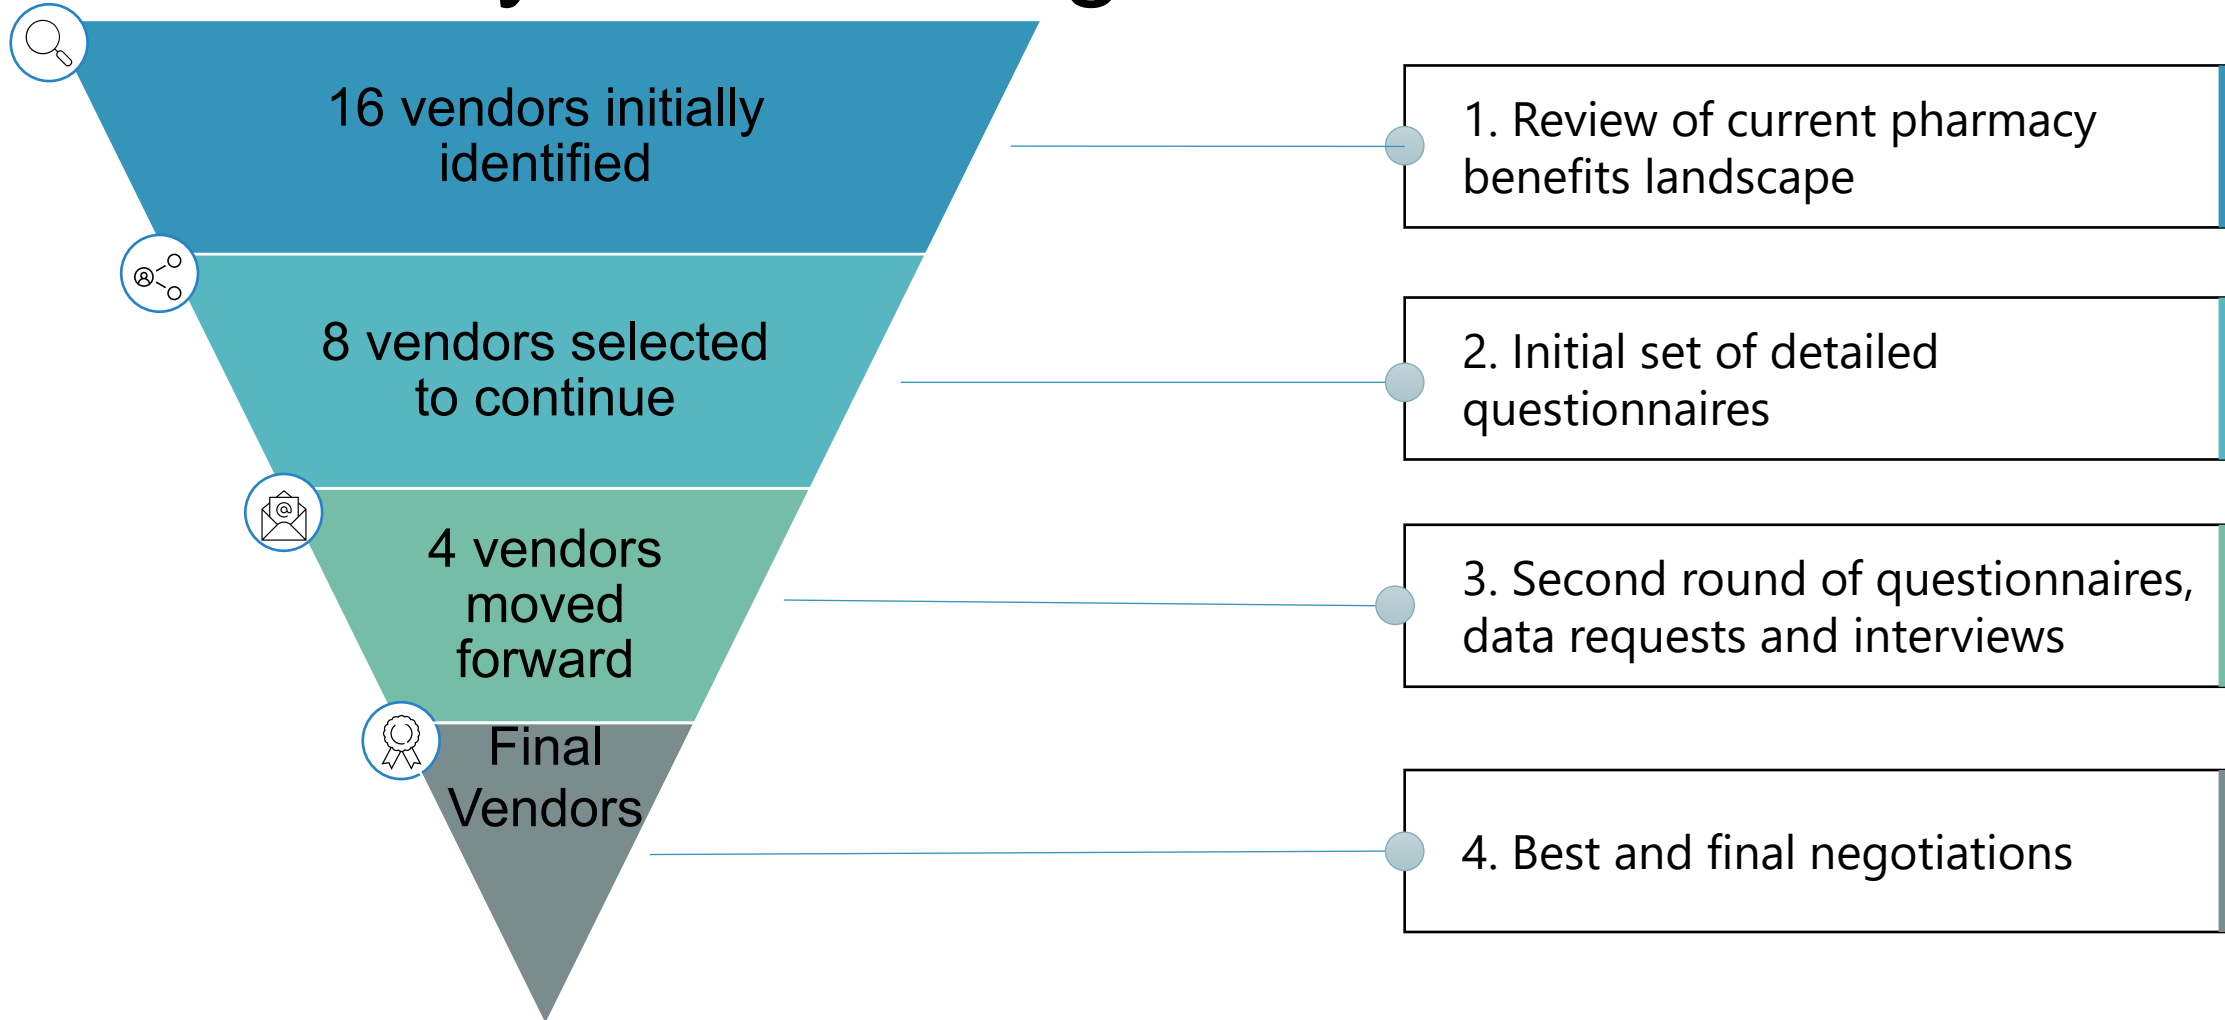 16 vendors initially
identified
1. Review of current pharmacy
benefits landscape
8 vendors selected
to continue
2. Initial set of detailed
questionnaires
4 vendors
moved
forward
3. Second round of questionnaires,
data requests and interviews
Final
Vendors
4. Best and final negotiations